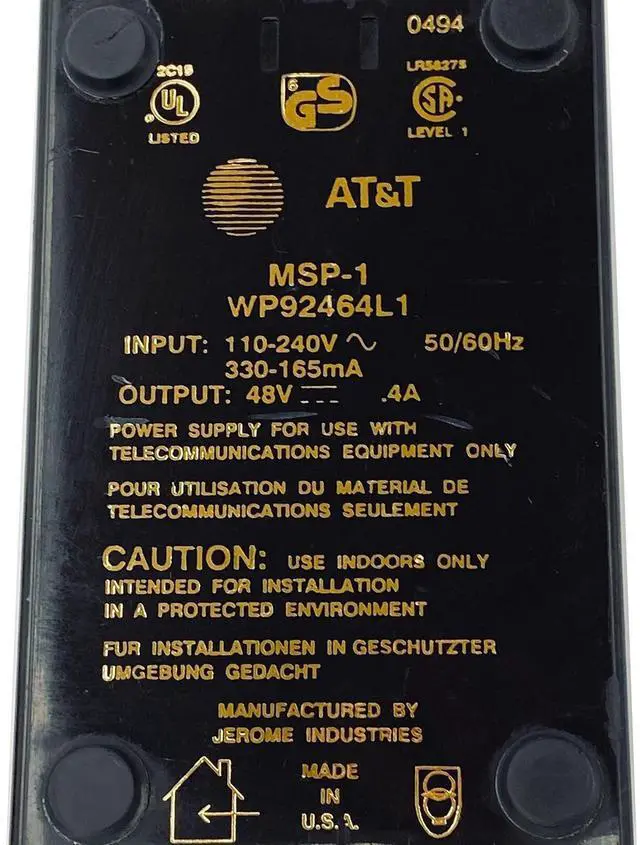 0494
2C19
UL
LISTED
GS
LR58275
SA
LEVEL 1
AT&T
MSP-1
WP92464L1
INPUT: 110-240V ∿ 50/60Hz
330-165mA
OUTPUT: 48V ⎓ .4A
POWER SUPPLY FOR USE WITH
TELECOMMUNICATIONS EQUIPMENT ONLY
POUR UTILISATION DU MATERIAL DE
TELECOMMUNICATIONS SEULEMENT
CAUTION: USE INDOORS ONLY
INTENDED FOR INSTALLATION
IN A PROTECTED ENVIRONMENT
FUR INSTALLATIONEN IN GESCHUTZTER
UMGEBUNG GEDACHT
MANUFACTURED BY
JEROME INDUSTRIES
MADE
IN
U.S.A.